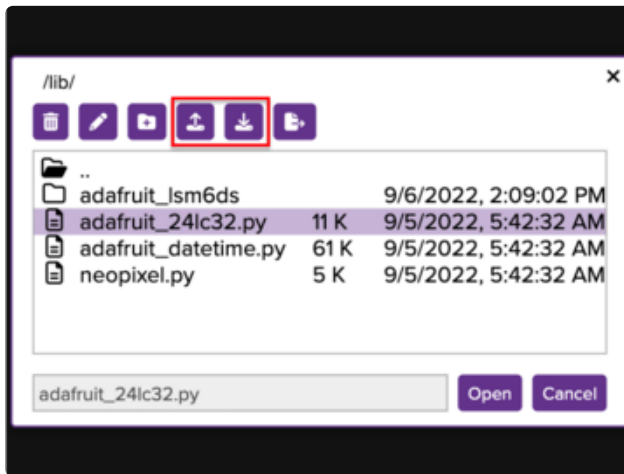 /lib/
..
adafruit_lsm6ds 9/6/2022, 2:09:02 PM
adafruit_24lc32.py 11 K 9/5/2022, 5:42:32 AM
adafruit_datetime.py 61 K 9/5/2022, 5:42:32 AM
neopixel.py 5 K 9/5/2022, 5:42:32 AM
adafruit_24lc32.py Open Cancel